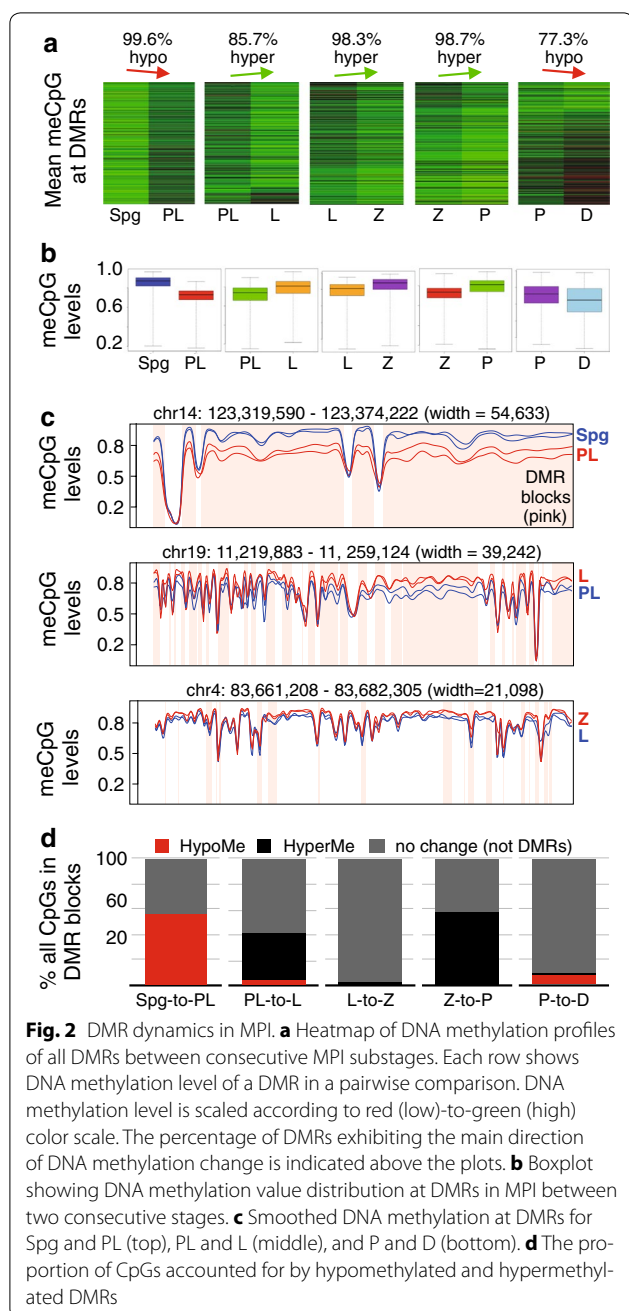 a
99.6% hypo
85.7% hyper
98.3% hyper
98.7% hyper
77.3% hypo
Mean meCpG at DMRs
Spg PL PL L L Z Z P P D
b
meCpG levels
1.0
0.6
0.2
Spg PL PL L L Z Z P P D
c
chr14: 123,319,590 - 123,374,222 (width = 54,633)
meCpG levels
0.8
0.5
0.2
Spg
PL
DMR
blocks
(pink)
chr19: 11,219,883 - 11, 259,124 (width = 39,242)
meCpG levels
0.8
0.5
0.2
L
PL
chr4: 83,661,208 - 83,682,305 (width=21,098)
meCpG levels
0.8
0.5
0.2
Z
L
d
HypoMe HyperMe no change (not DMRs)
% all CpGs in DMR blocks
100
60
20
Spg-to-PL PL-to-L L-to-Z Z-to-P P-to-D
Fig. 2 DMR dynamics in MPI. a Heatmap of DNA methylation profiles
of all DMRs between consecutive MPI substages. Each row shows
DNA methylation level of a DMR in a pairwise comparison. DNA
methylation level is scaled according to red (low)-to-green (high)
color scale. The percentage of DMRs exhibiting the main direction
of DNA methylation change is indicated above the plots. b Boxplot
showing DNA methylation value distribution at DMRs in MPI between
two consecutive stages. c Smoothed DNA methylation at DMRs for
Spg and PL (top), PL and L (middle), and P and D (bottom). d The pro-
portion of CpGs accounted for by hypomethylated and hypermethyl-
ated DMRs